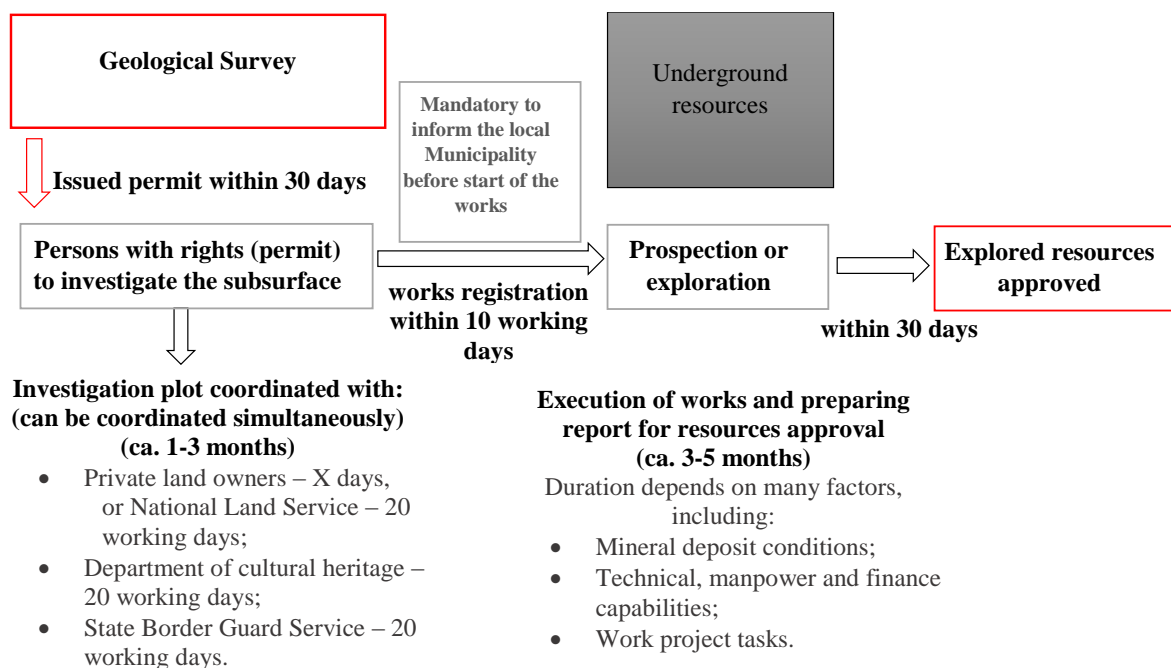 Geological Survey
Underground
resources
Mandatory to
inform the local
Municipality
before start of the
works
Issued permit within 30 days
Persons with rights (permit)
to investigate the subsurface
works registration
within 10 working
days
Prospection or
exploration
within 30 days
Explored resources
approved
Investigation plot coordinated with:
(can be coordinated simultaneously)
(ca. 1-3 months)
• Private land owners – X days,
or National Land Service – 20
working days;
• Department of cultural heritage –
20 working days;
• State Border Guard Service – 20
working days.
Execution of works and preparing
report for resources approval
(ca. 3-5 months)
Duration depends on many factors,
including:
• Mineral deposit conditions;
• Technical, manpower and finance
capabilities;
• Work project tasks.